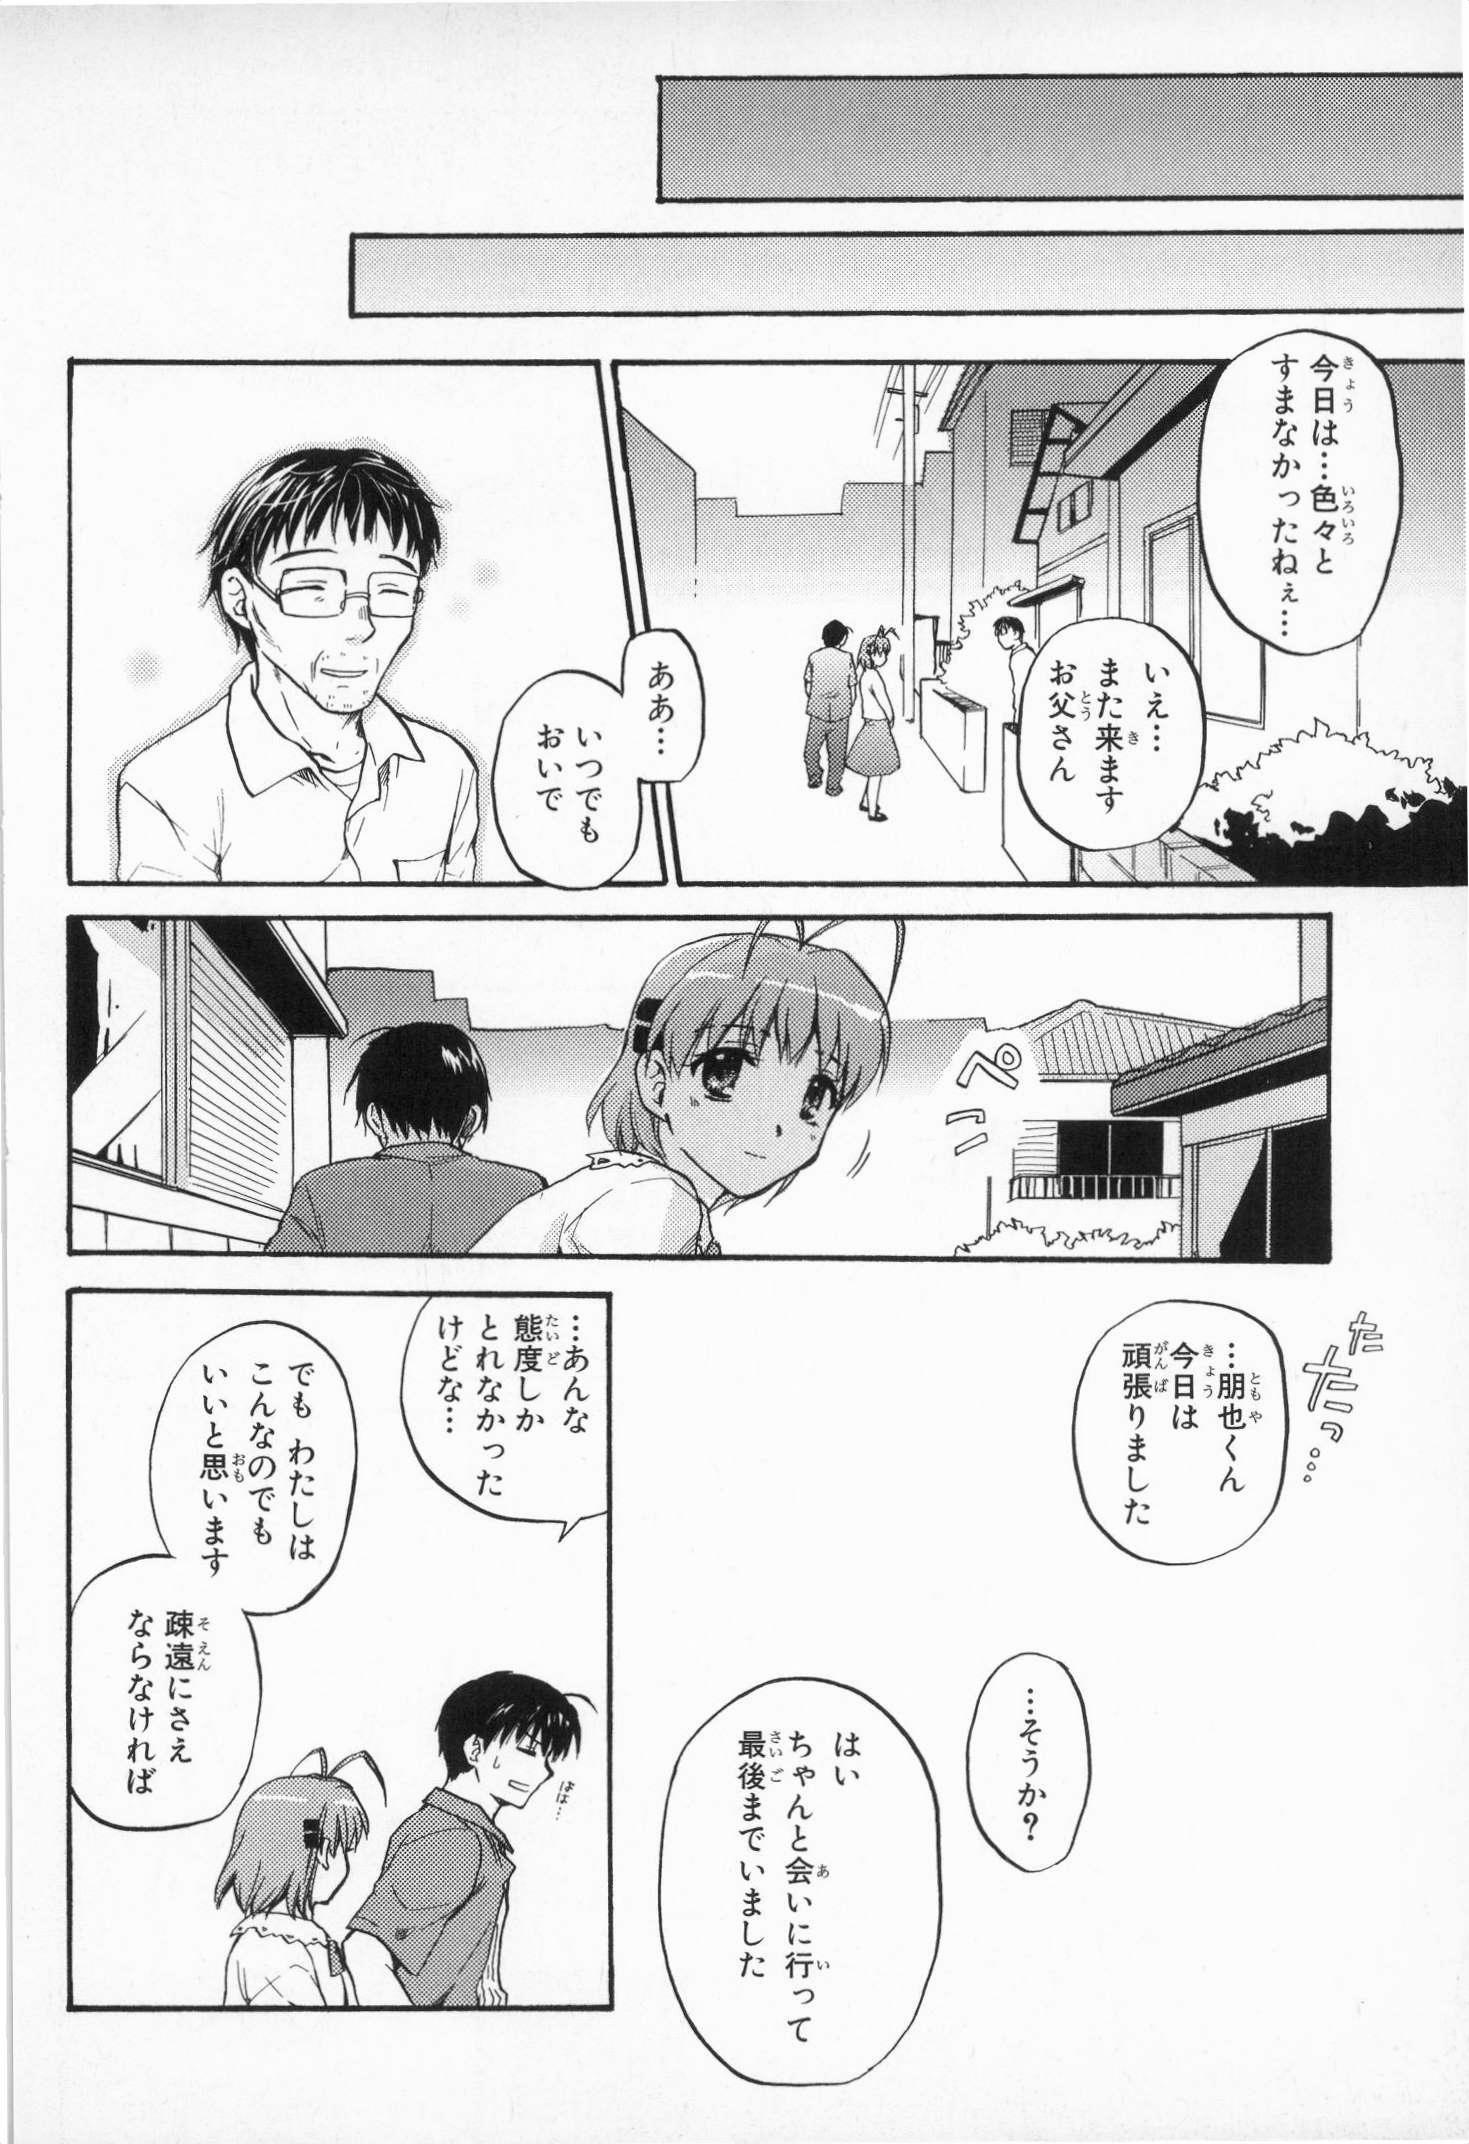 今日は…色々と
すまなかったねぇ…
いえ…
また来ます
お父さん
ああ…
いつでも
おいで
ペコ
たたたっ…
…朋也くん
今日は
頑張りました
…そうか？
はい
ちゃんと会いに行って
最後までいました
…あんな
態度しか
とれなかった
けどな…
でも わたしは
こんなのでも
いいと思います
疎遠にさえ
ならなければ
はは…